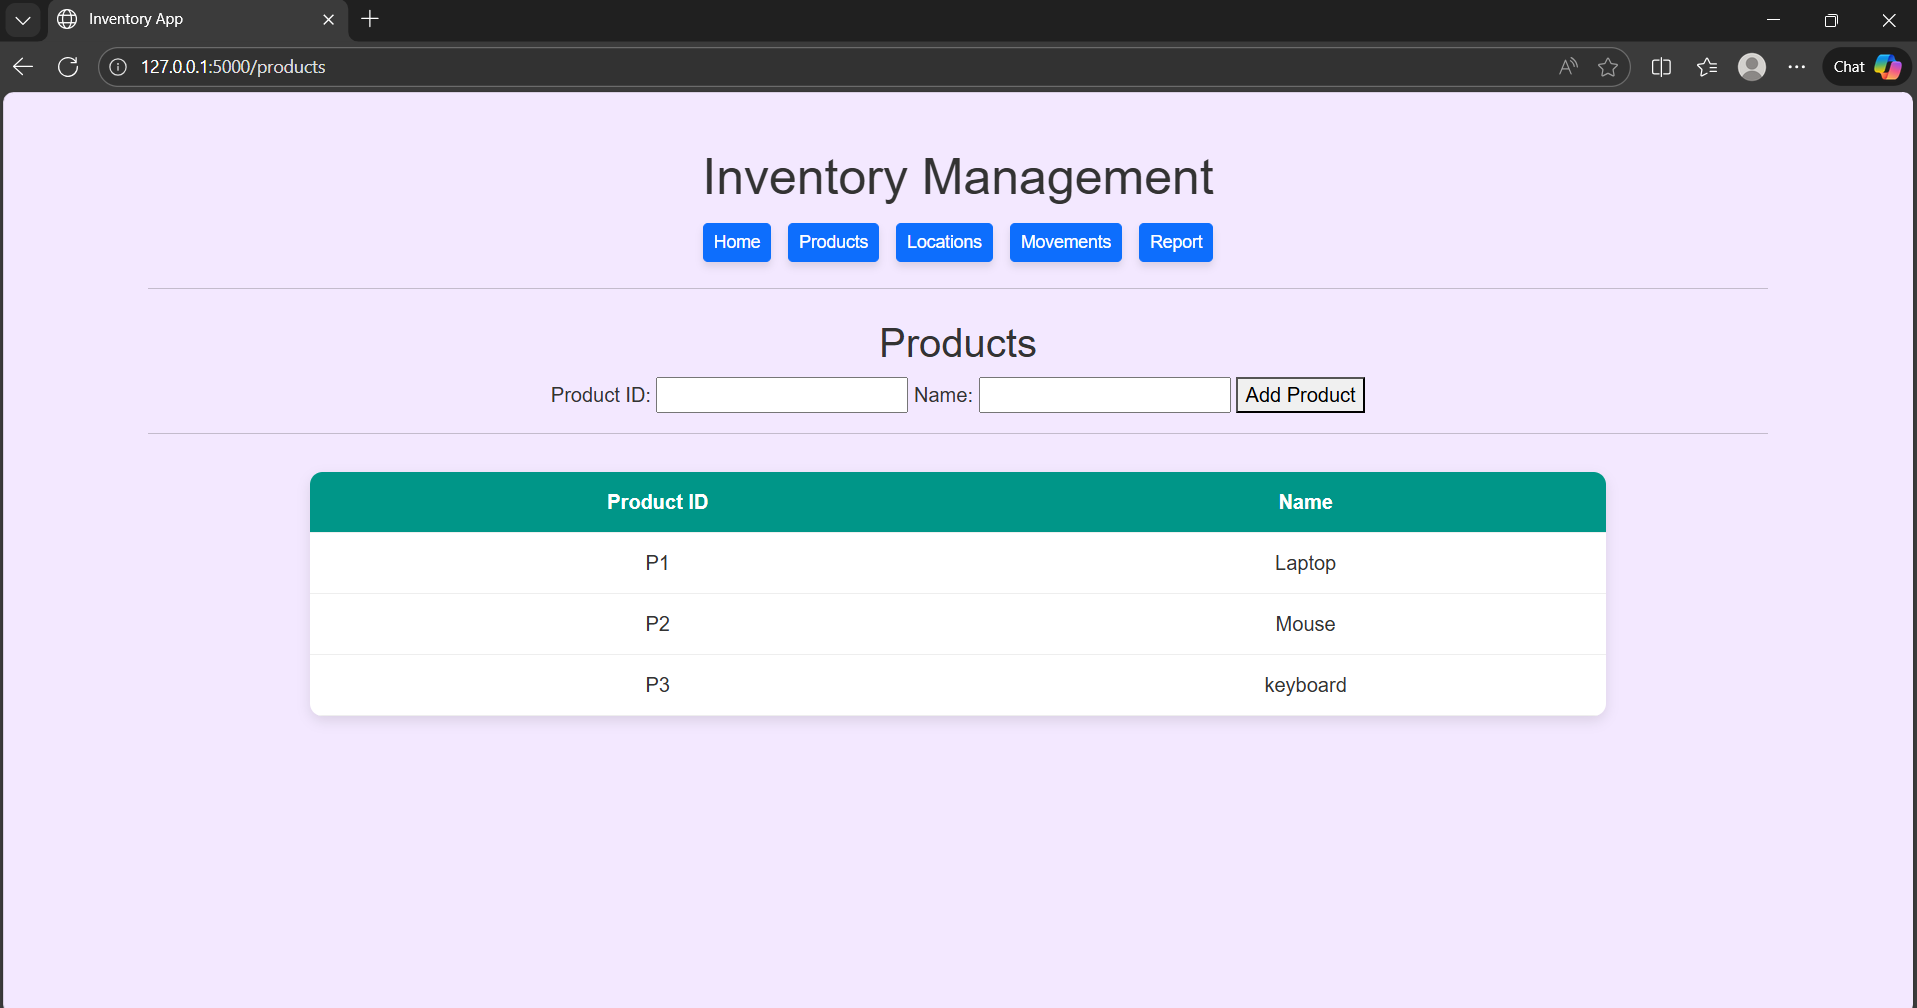 Inventory App
127.0.0.1:5000/products
Chat
Inventory Management
Home Products Locations Movements Report
Products
Product ID: Name: Add Product
Product ID Name
P1 Laptop
P2 Mouse
P3 keyboard